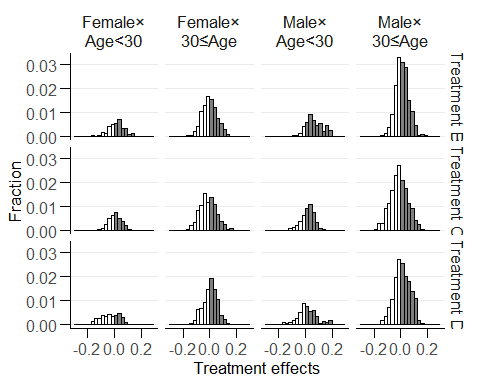 Female×
Age<30
Female×
30≤Age
Male×
Age<30
Male×
30≤Age
0.03
0.02
0.01
0.00
Treatment
0.03
0.02
0.01
0.00
Treatment C
0.03
0.02
0.01
0.00
Treatment
Fraction
-0.2 0.0 0.2
-0.2 0.0 0.2
-0.2 0.0 0.2
-0.2 0.0 0.2
Treatment effects